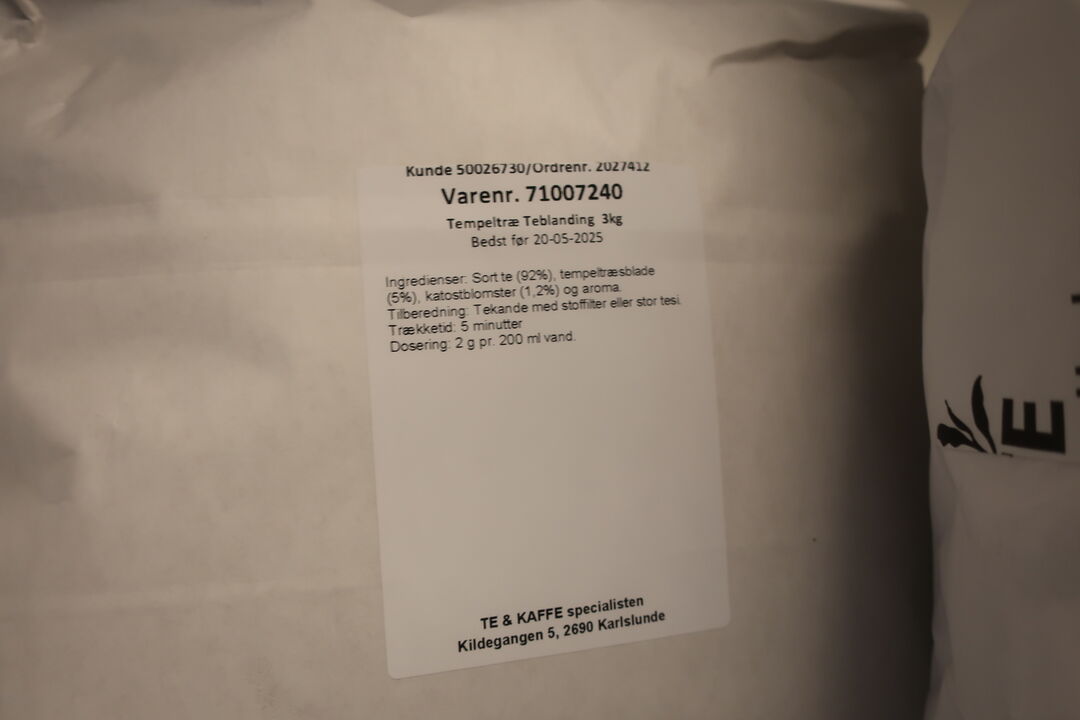 Kunde 50026730/Ordrenr. 2027412
Varenr. 71007240
Tempeltræ Teblanding 3kg
Bedst før 20-05-2025
Ingredienser: Sort te (92%), tempeltræsblade
(5%), katostblomster (1,2%) og aroma.
Tilberedning: Tekande med stoffilter eller stor tesi.
Trækketid: 5 minutter
Dosering: 2 g pr. 200 ml vand.
TE & KAFFE specialisten
Kildegangen 5, 2690 Karlslunde
E